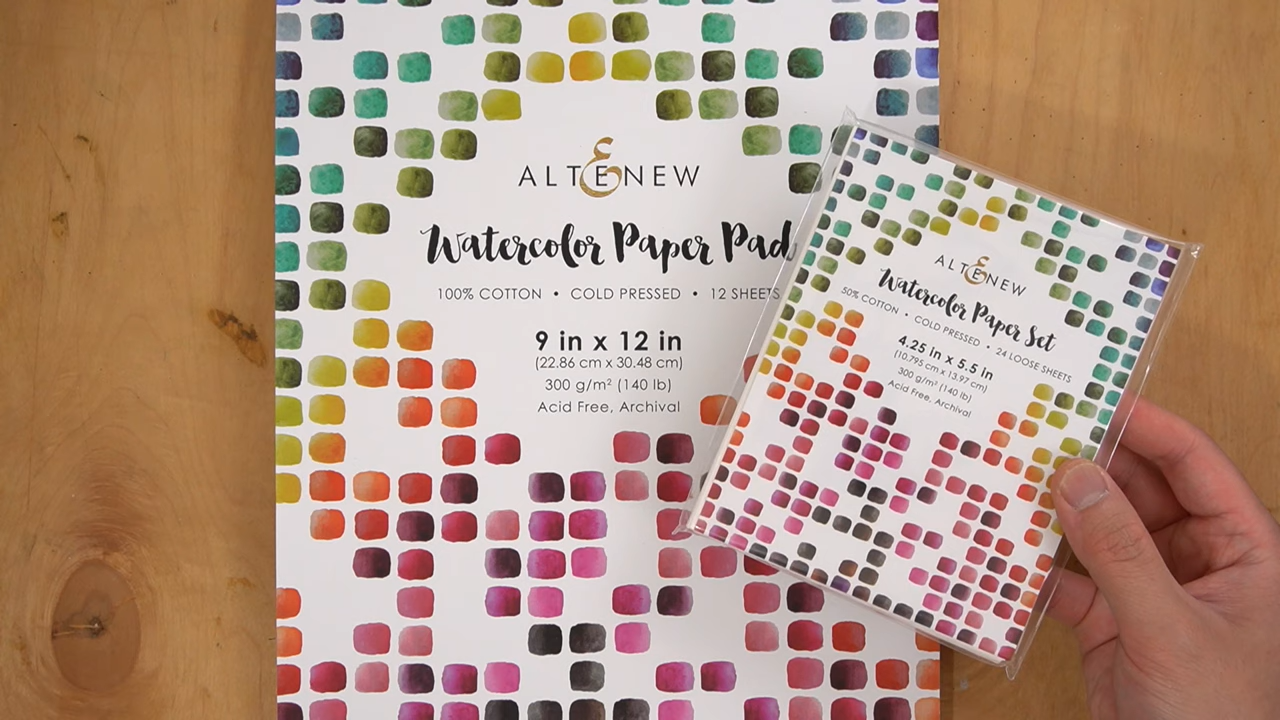 ALTENEW
Watercolor Paper Pad
100% COTTON • COLD PRESSED • 12 SHEETS
9 in x 12 in
(22.86 cm x 30.48 cm)
300 g/m² (140 lb)
Acid Free, Archival
ALTENEW
Watercolor Paper Set
50% COTTON • COLD PRESSED • 24 LOOSE SHEETS
4.25 in x 5.5 in
(10.795 cm x 13.97 cm)
300 g/m² (140 lb)
Acid Free, Archival